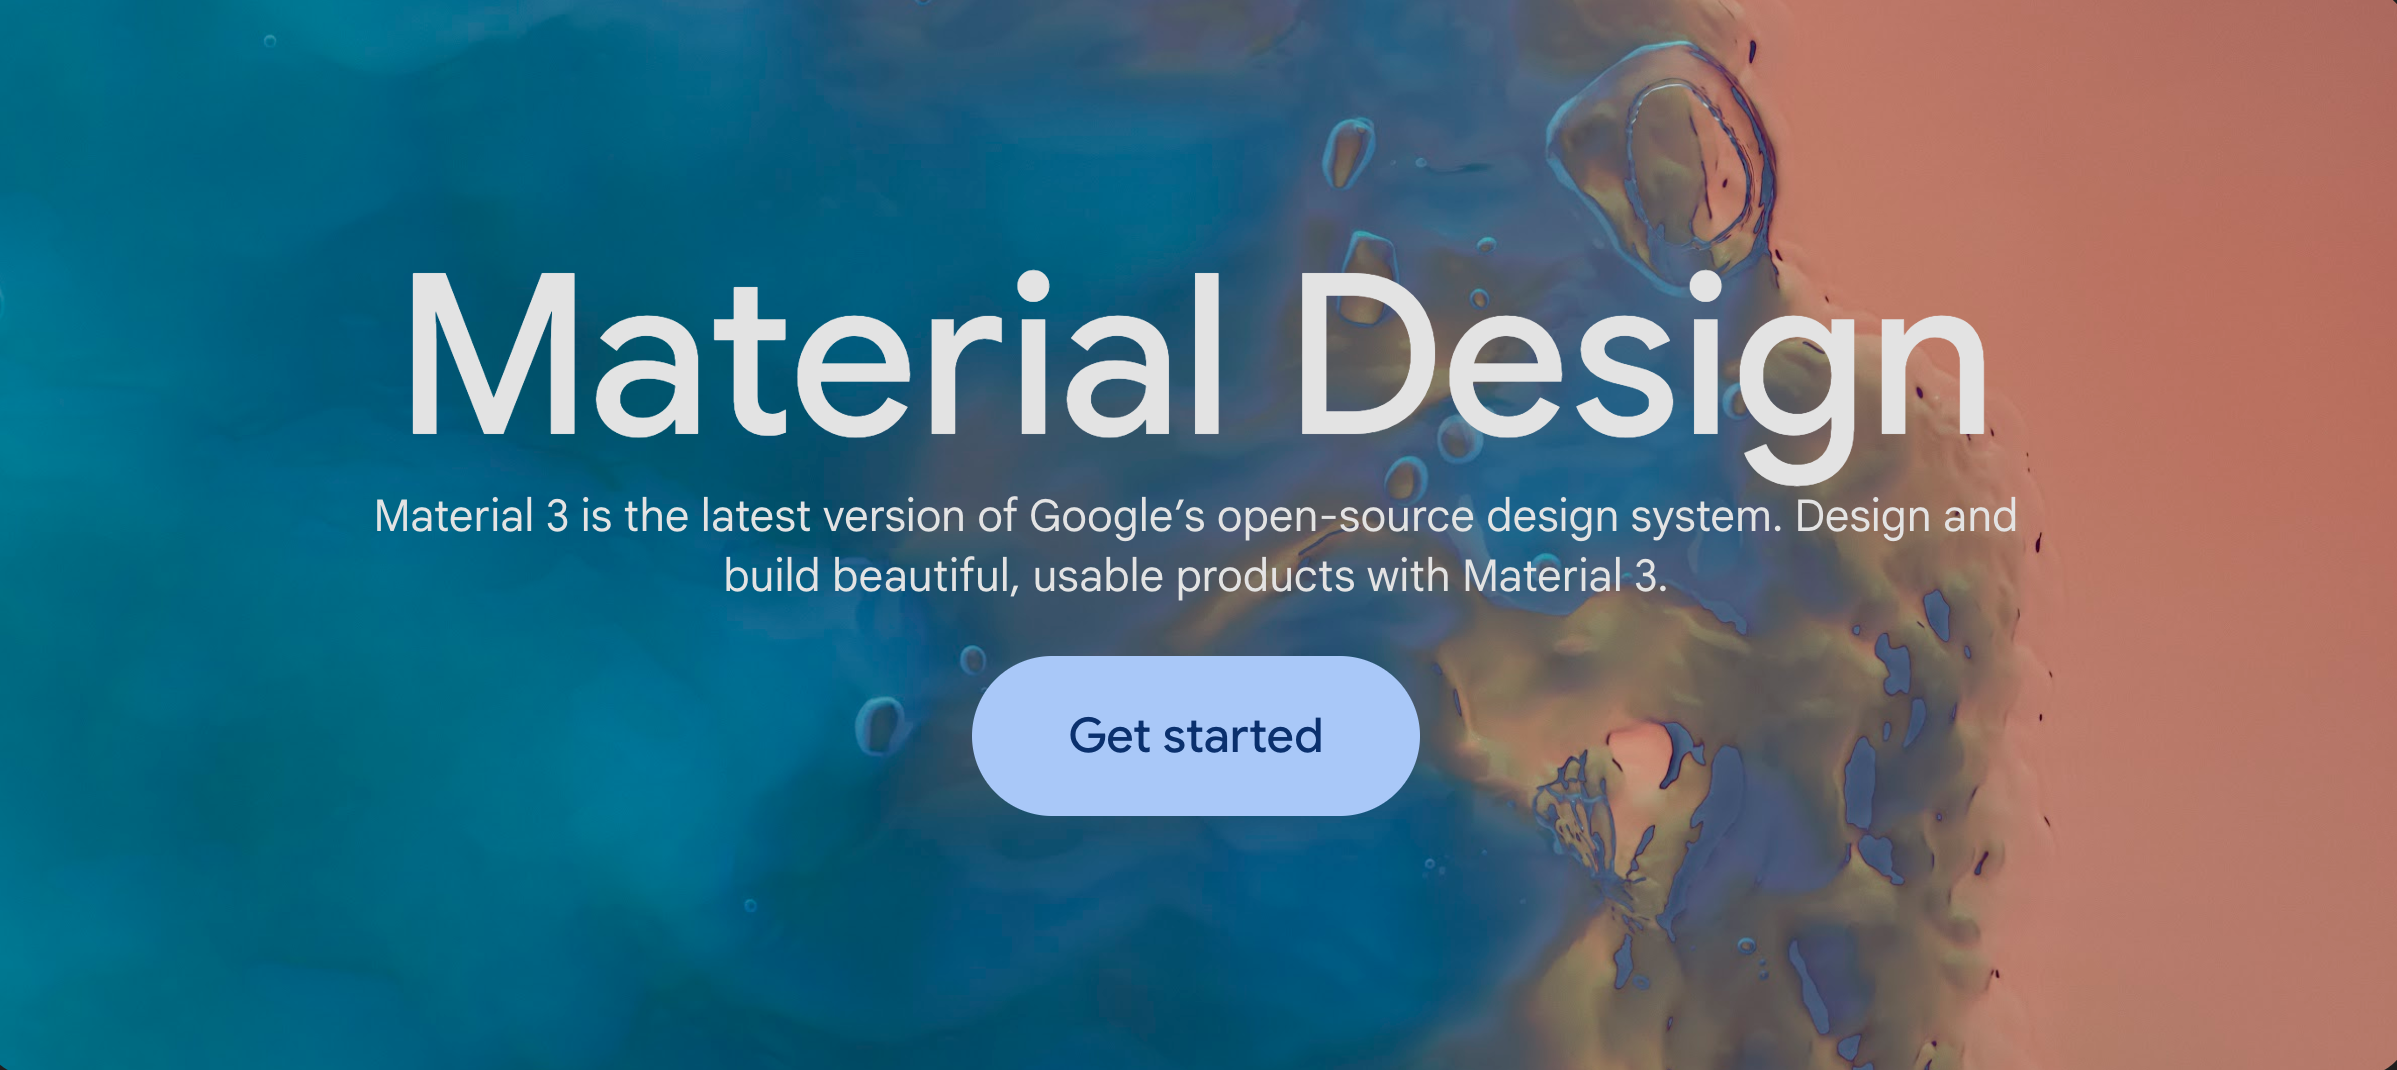 Material Design
Material 3 is the latest version of Google’s open-source design system. Design and
build beautiful, usable products with Material 3.
Get started